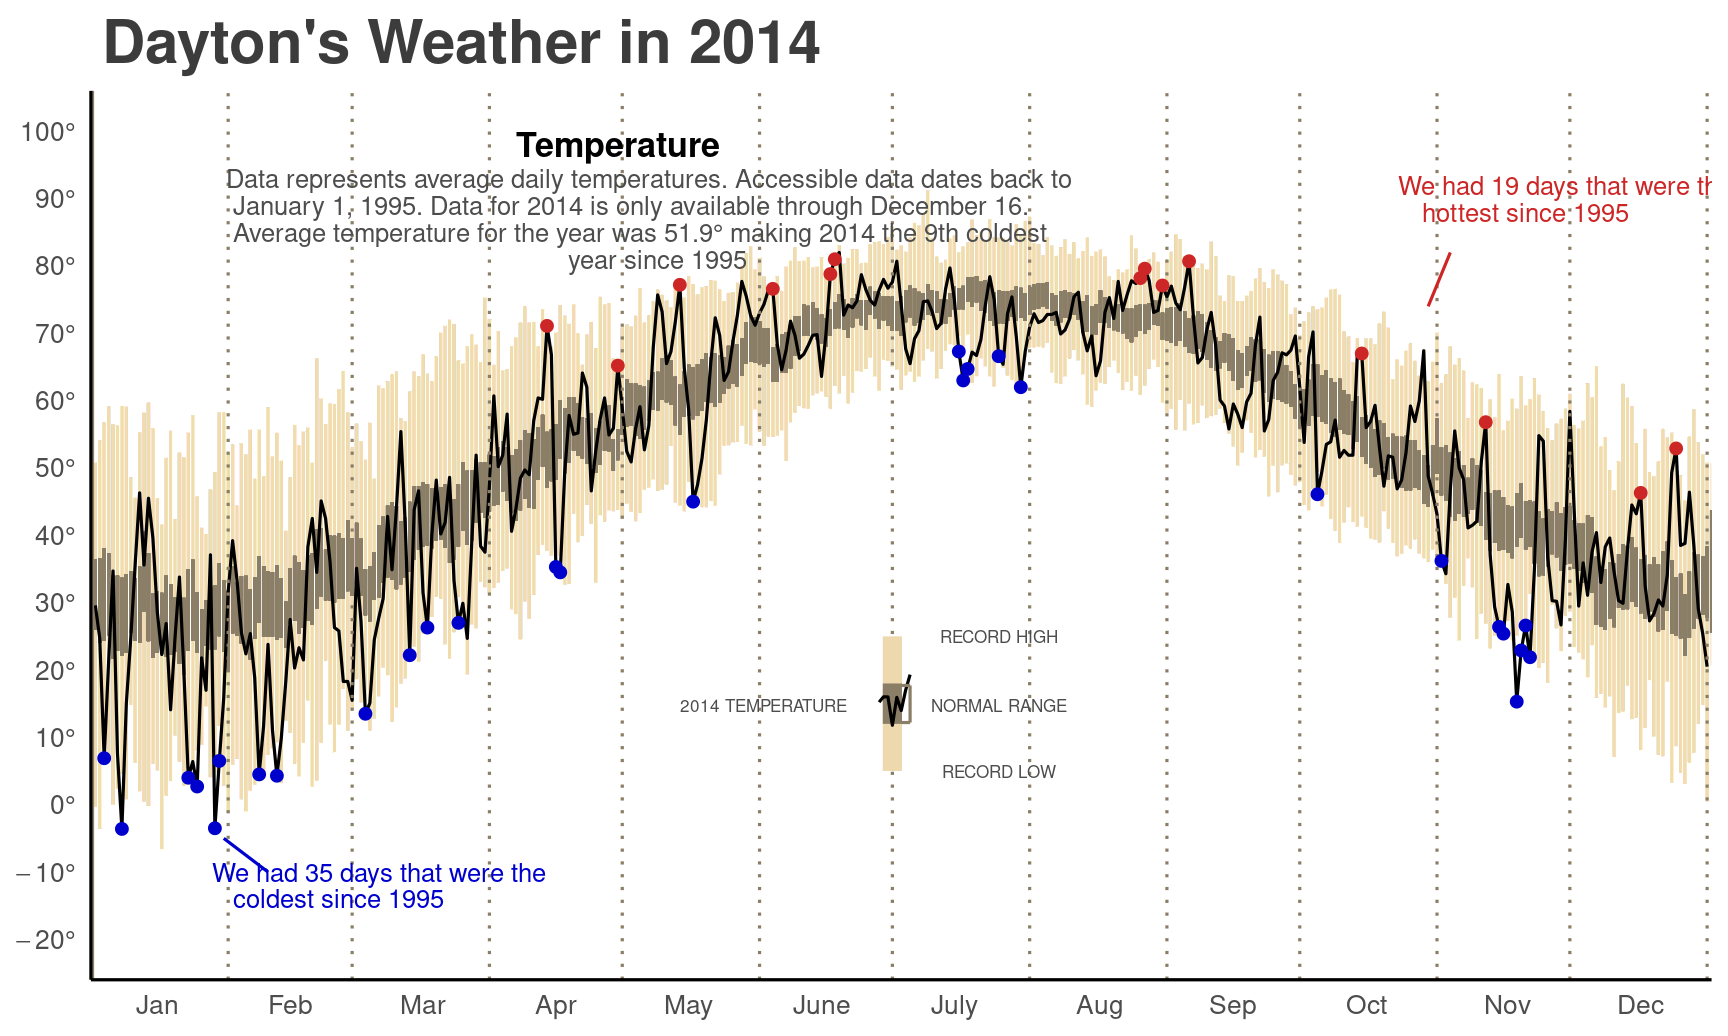 Dayton's Weather in 2014
Temperature
Data represents average daily temperatures. Accessible data dates back to
January 1, 1995. Data for 2014 is only available through December 16.
Average temperature for the year was 51.9° making 2014 the 9th coldest
year since 1995
We had 19 days that were th
hottest since 1995
100°
90°
80°
70°
60°
50°
40°
30°
20°
10°
0°
−10°
−20°
RECORD HIGH
2014 TEMPERATURE
NORMAL RANGE
RECORD LOW
We had 35 days that were the
coldest since 1995
Jan
Feb
Mar
Apr
May
June
July
Aug
Sep
Oct
Nov
Dec